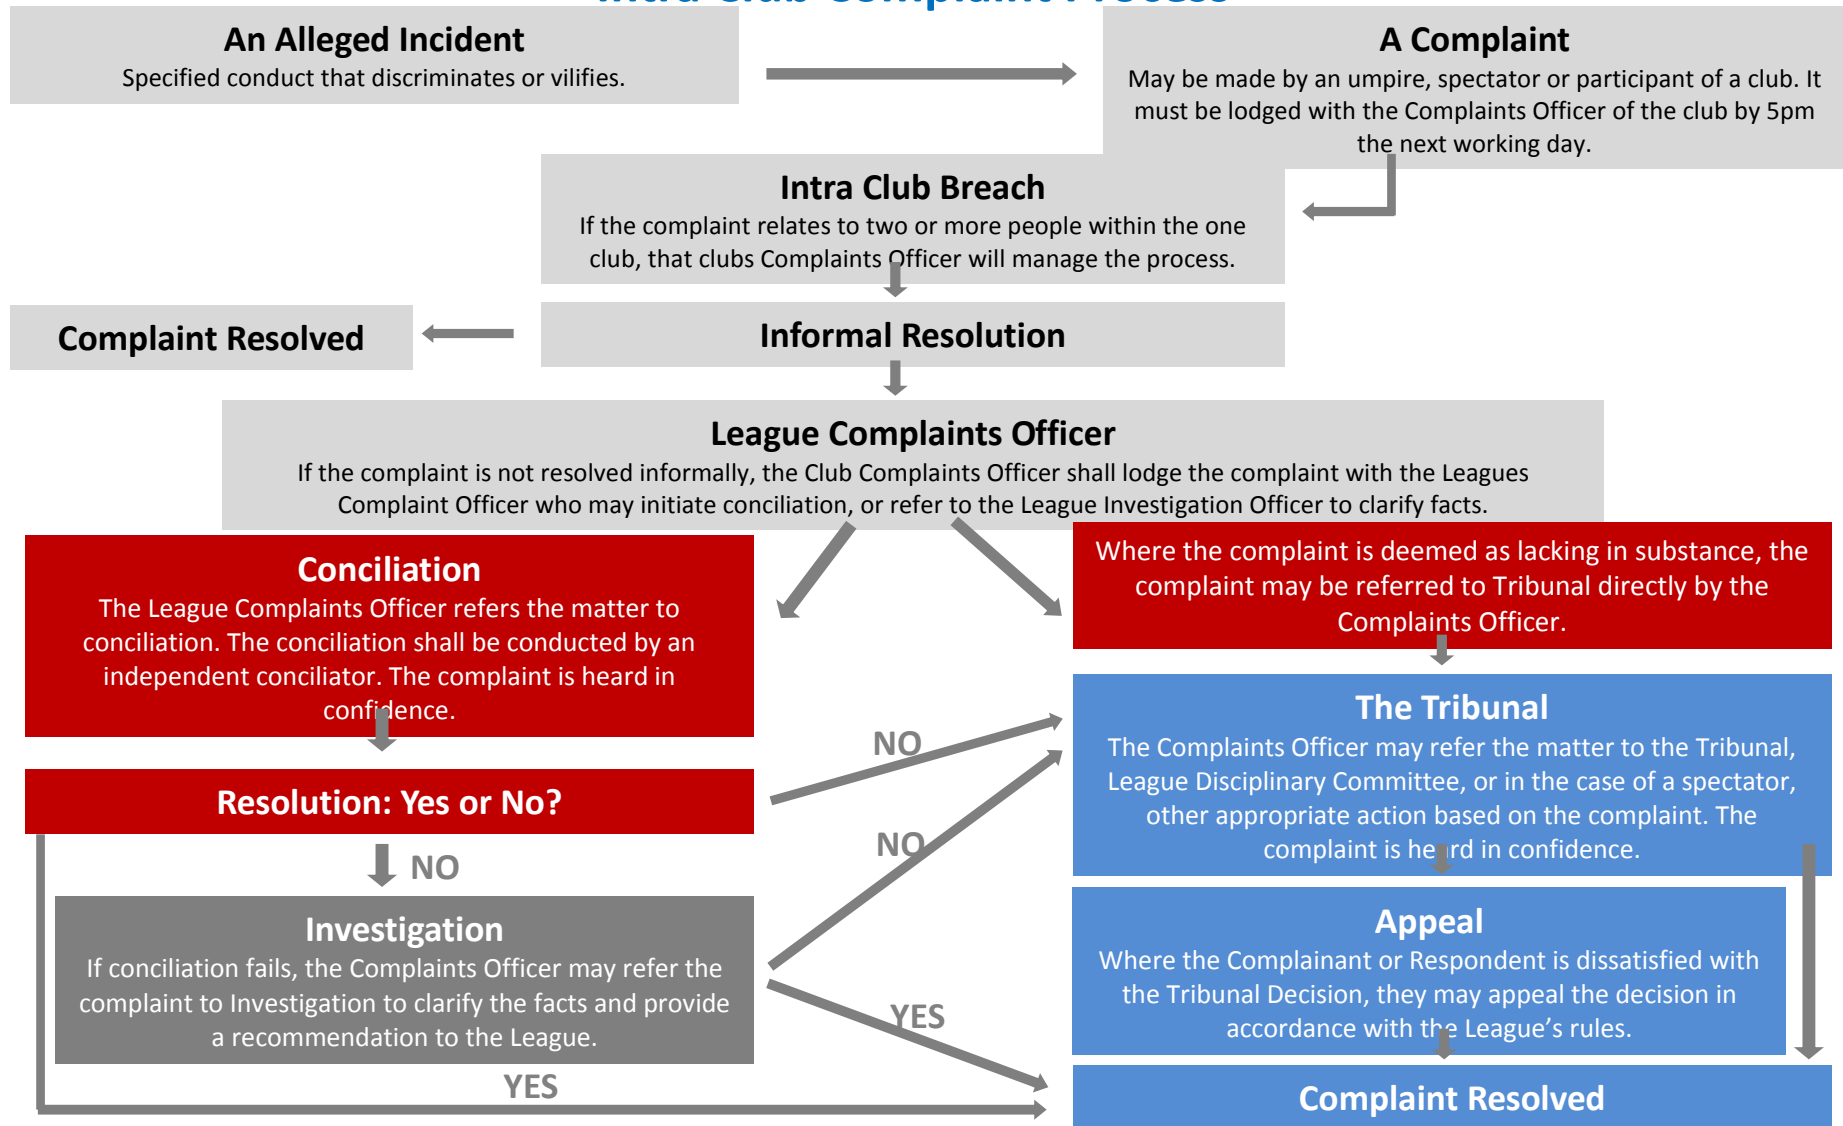 Intra Club Complaint Process
An Alleged Incident
Specified conduct that discriminates or vilifies.
A Complaint
May be made by an umpire, spectator or participant of a club. It
must be lodged with the Complaints Officer of the club by 5pm
the next working day.
Intra Club Breach
If the complaint relates to two or more people within the one
club, that clubs Complaints Officer will manage the process.
Complaint Resolved
Informal Resolution
League Complaints Officer
If the complaint is not resolved informally, the Club Complaints Officer shall lodge the complaint with the Leagues
Complaint Officer who may initiate conciliation, or refer to the League Investigation Officer to clarify facts.
Conciliation
The League Complaints Officer refers the matter to
conciliation. The conciliation shall be conducted by an
independent conciliator. The complaint is heard in
confidence.
Where the complaint is deemed as lacking in substance, the
complaint may be referred to Tribunal directly by the
Complaints Officer.
Resolution: Yes or No?
NO
NO
NO
The Tribunal
The Complaints Officer may refer the matter to the Tribunal,
League Disciplinary Committee, or in the case of a spectator,
other appropriate action based on the complaint. The
complaint is heard in confidence.
Investigation
If conciliation fails, the Complaints Officer may refer the
complaint to Investigation to clarify the facts and provide
a recommendation to the League.
YES
YES
Appeal
Where the Complainant or Respondent is dissatisfied with
the Tribunal Decision, they may appeal the decision in
accordance with the League's rules.
Complaint Resolved